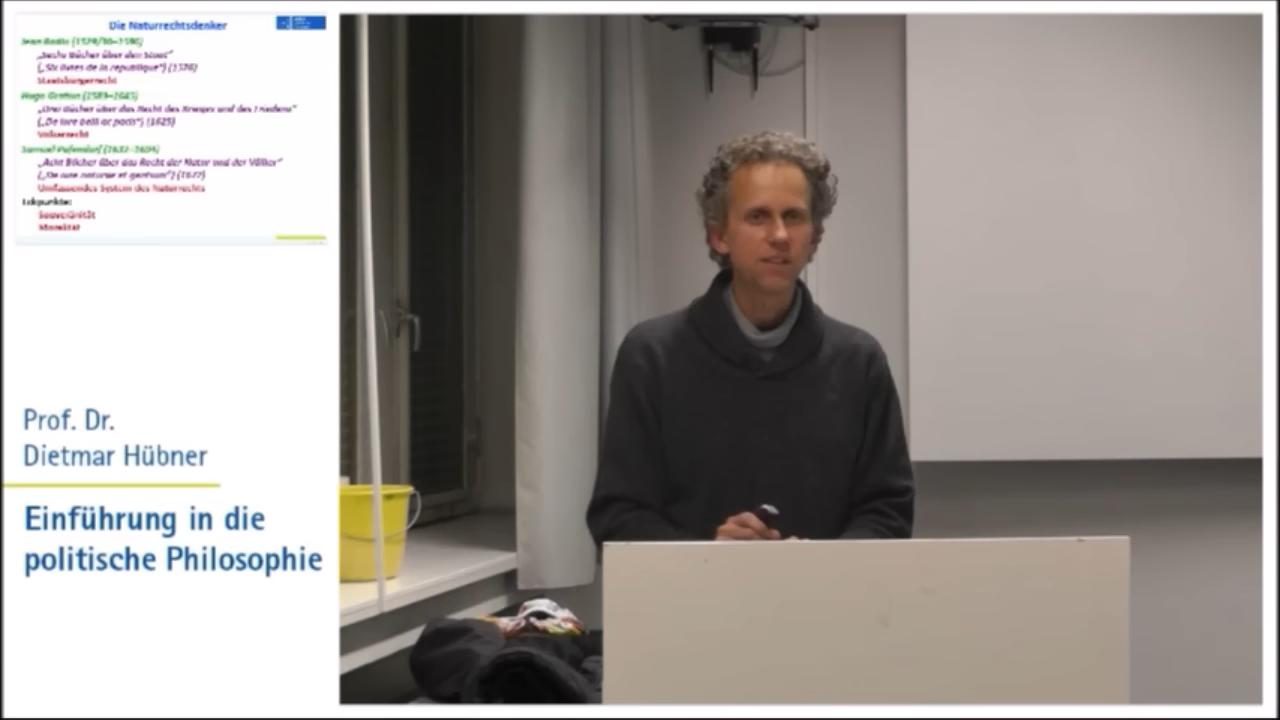 Die Naturrechtsdenker
Jean Bodin (1529/30–1596)
„Sechs Bücher über den Staat“
(„Six livres de la republique“) (1576)
Staatsbürgerrecht
Hugo Grotius (1583–1645)
„Drei Bücher über das Recht des Krieges und des Friedens“
(„De iure belli ac pacis“) (1625)
Völkerrecht
Samuel Pufendorf (1632–1694)
„Acht Bücher über das Recht der Natur und der Völker“
(„De iure naturae et gentium“) (1672)
Umfassendes System des Naturrechts
Eckpunkte:
Souveränität
Moralität
Prof. Dr.
Dietmar Hübner
Einführung in die
politische Philosophie